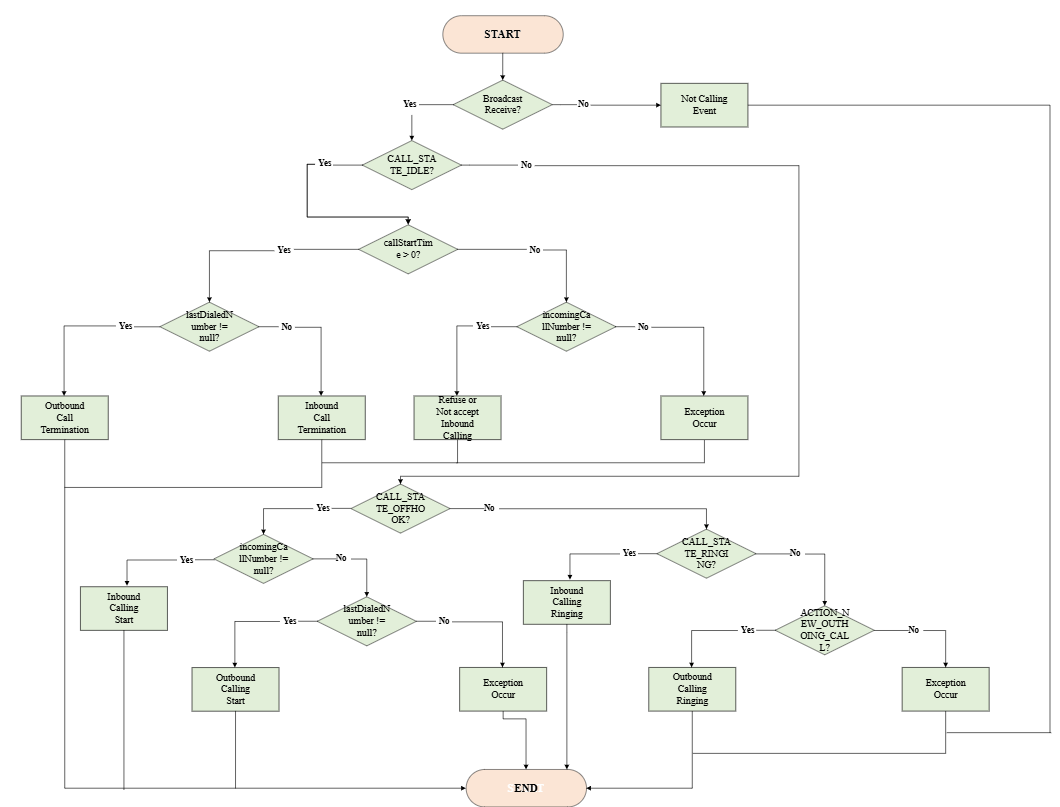 START
Broadcast
Receive?
Yes
No
Not Calling
Event
CALL_STA
TE_IDLE?
Yes
No
callStartTim
e > 0?
Yes
No
lastDialedN
umber !=
null?
Yes
No
incomingCa
llNumber !=
null?
Yes
No
Outbound
Call
Termination
Inbound
Call
Termination
Refuse or
Not accept
Inbound
Calling
Exception
Occur
CALL_STA
TE_OFFHO
OK?
Yes
No
incomingCa
llNumber !=
null?
Yes
No
CALL_STA
TE_RINGI
NG?
Yes
No
Inbound
Calling
Start
lastDialedN
umber !=
null?
Yes
No
Inbound
Calling
Ringing
ACTION_N
EW_OUTH
OING_CAL
L?
Yes
No
Outbound
Calling
Start
Exception
Occur
Outbound
Calling
Ringing
Exception
Occur
END